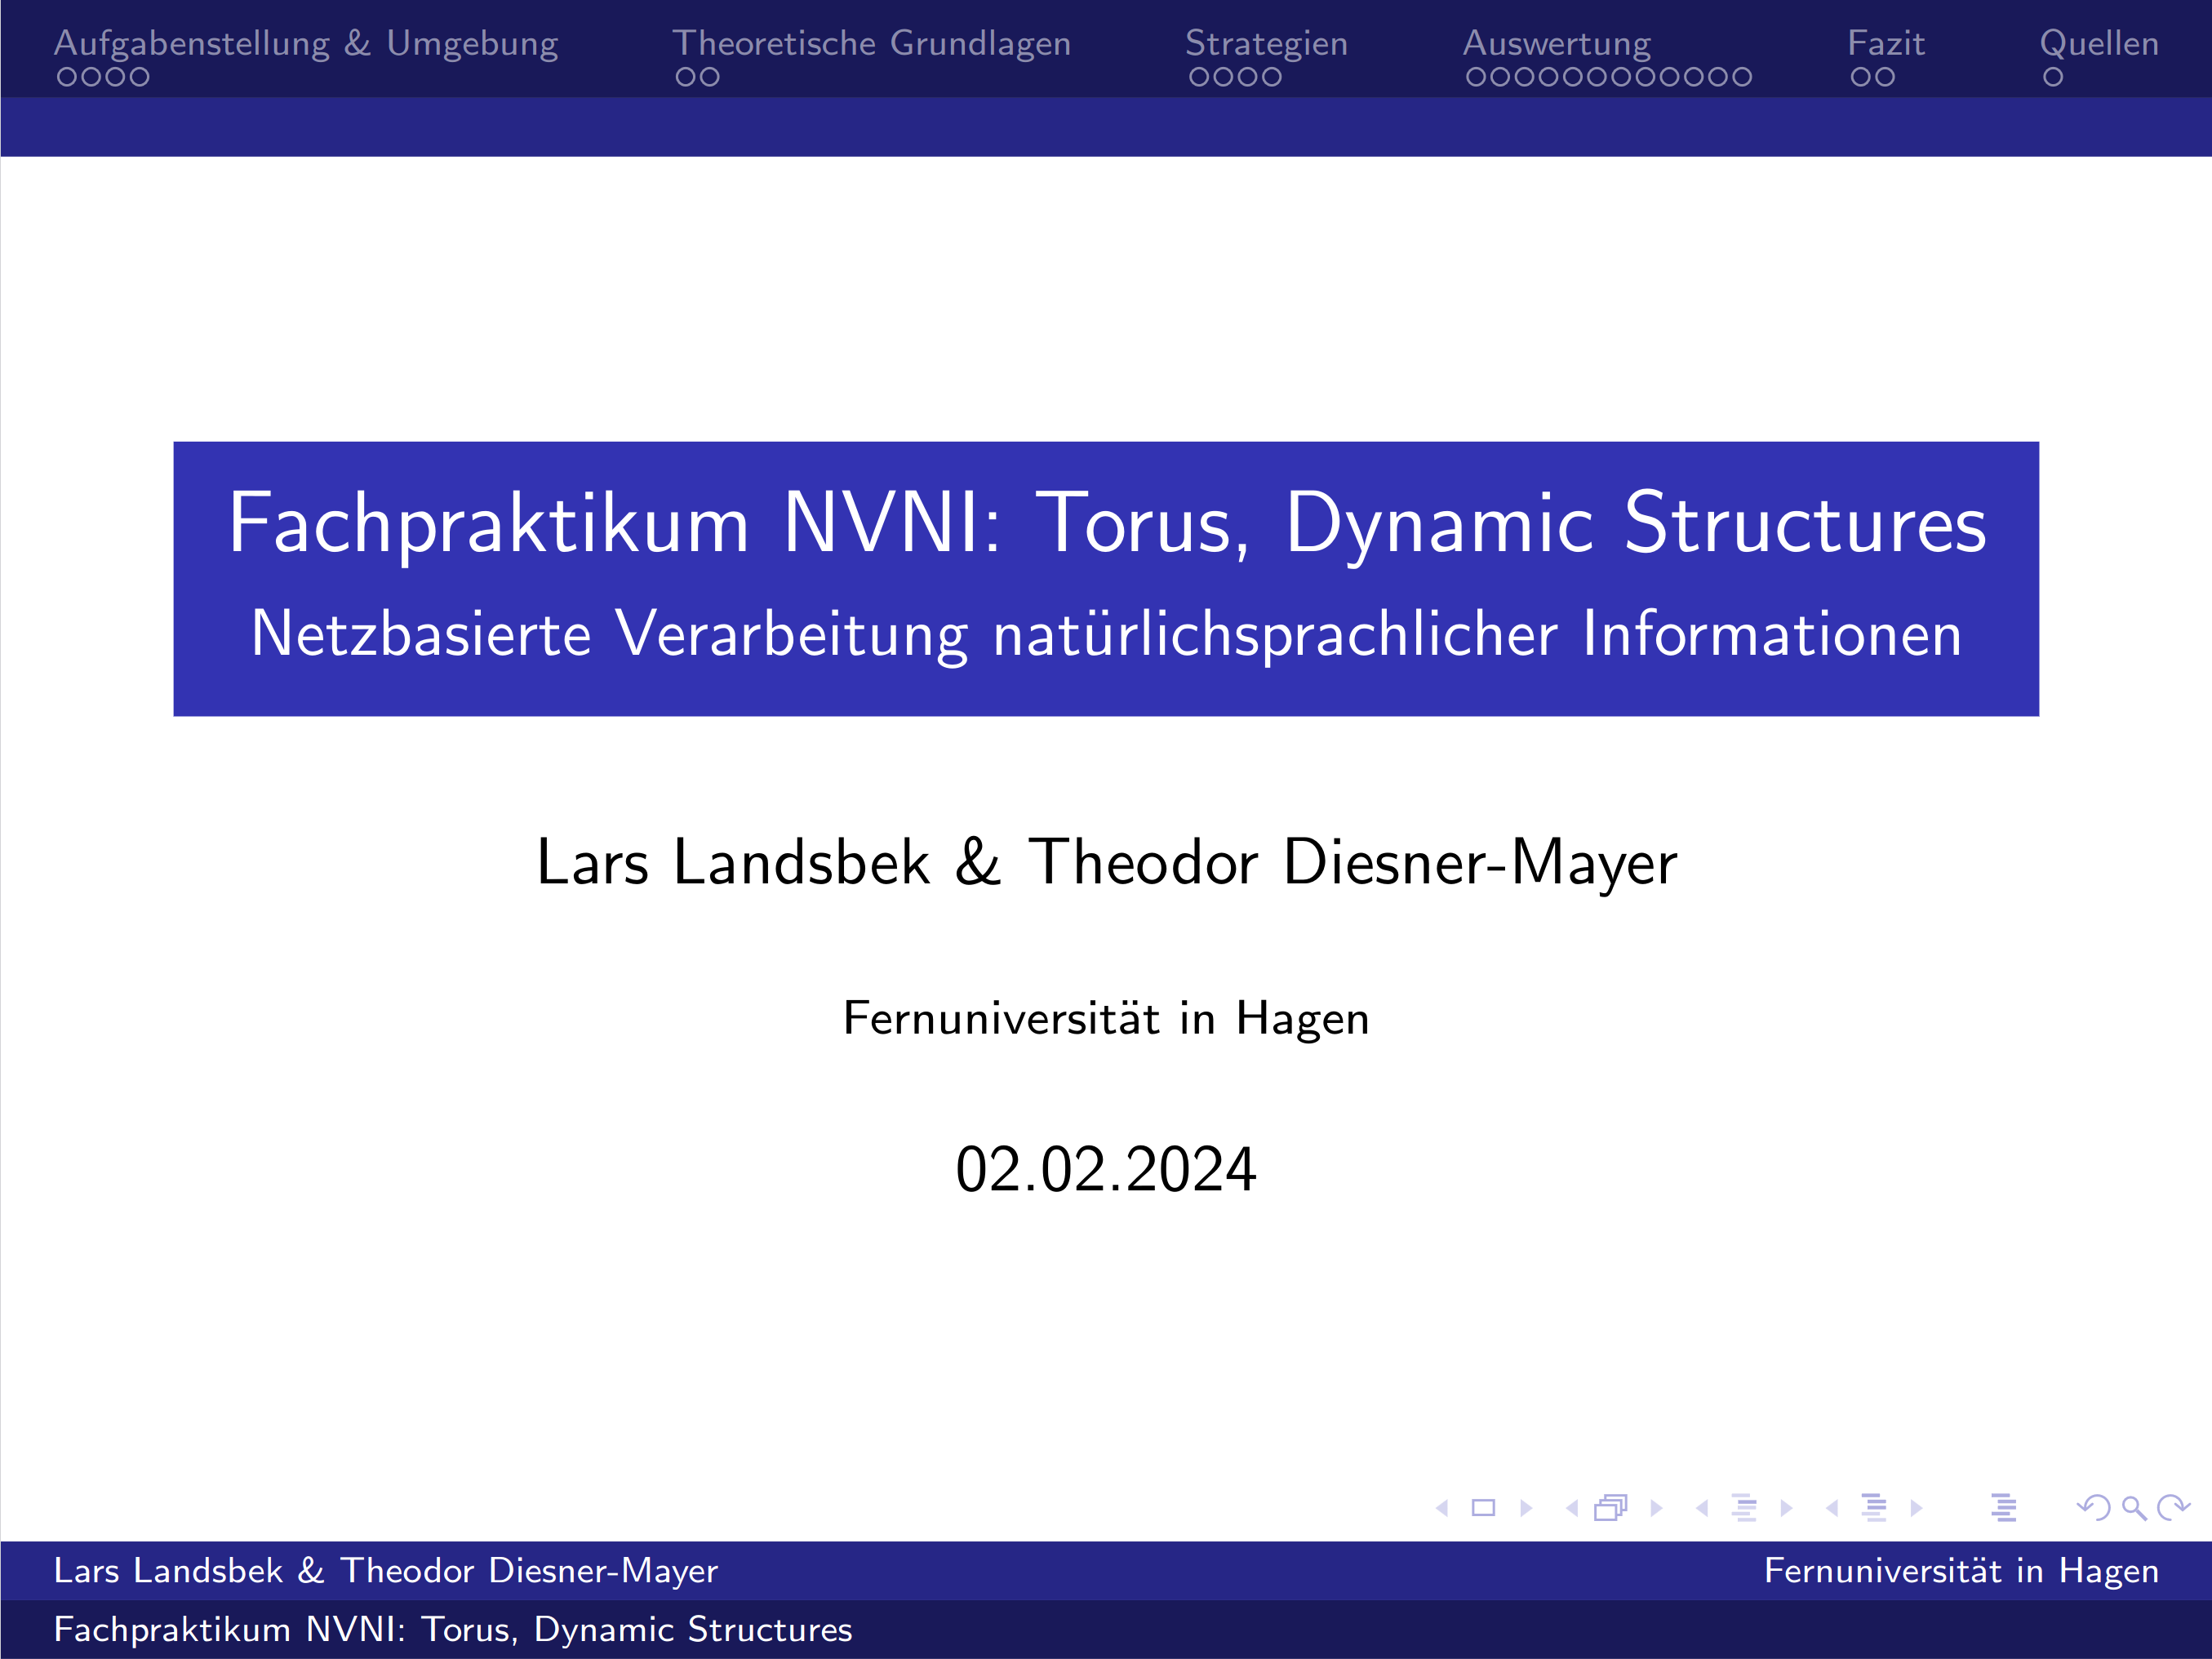 Aufgabenstellung & Umgebung Theoretische Grundlagen Strategien Auswertung Fazit Quellen
Fachpraktikum NVNI: Torus, Dynamic Structures
Netzbasierte Verarbeitung natürlichsprachlicher Informationen
Lars Landsbek & Theodor Diesner-Mayer
Fernuniversität in Hagen
02.02.2024
Lars Landsbek & Theodor Diesner-Mayer Fernuniversität in Hagen
Fachpraktikum NVNI: Torus, Dynamic Structures